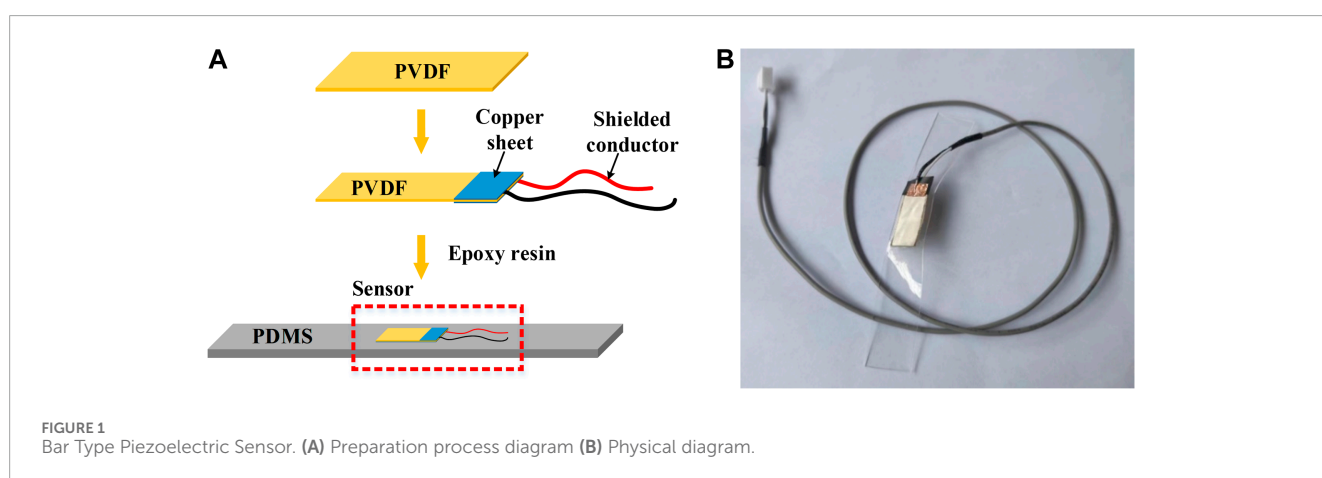 A
PVDF
Copper
sheet
Shielded
conductor
PVDF
Epoxy resin
Sensor
PDMS
B
FIGURE 1
Bar Type Piezoelectric Sensor. (A) Preparation process diagram (B) Physical diagram.